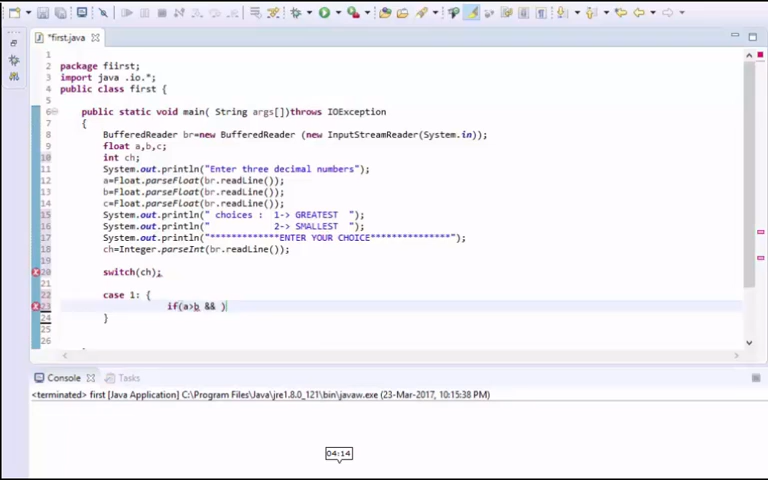 *first.java
1
2 package fiirst;
3 import java .io.*;
4 public class first {
5
6 public static void main( String args[])throws IOException
7 {
8 BufferedReader br=new BufferedReader (new InputStreamReader(System.in));
9 float a,b,c;
10 int ch;
11 System.out.println("Enter three decimal numbers");
12 a=Float.parseFloat(br.readLine());
13 b=Float.parseFloat(br.readLine());
14 c=Float.parseFloat(br.readLine());
15 System.out.println(" choices : 1-> GREATEST ");
16 System.out.println(" 2-> SMALLEST ");
17 System.out.println("*************ENTER YOUR CHOICE***************");
18 ch=Integer.parseInt(br.readLine());
19
20 switch(ch);
21
22 case 1: {
23 if(a>b && )
24 }
25
26
Console Tasks
<terminated> first [Java Application] C:\Program Files\Java\jre1.8.0_121\bin\javaw.exe (23-Mar-2017, 10:15:38 PM)
04:14